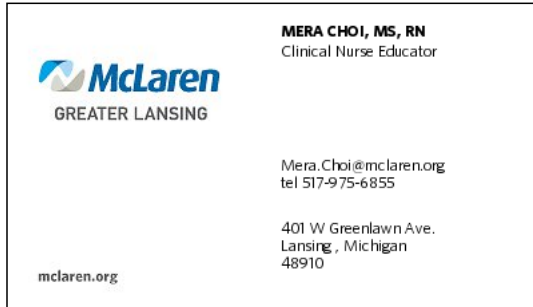 McLaren
GREATER LANSING
mclaren.org
MERA CHOI, MS, RN
Clinical Nurse Educator
Mera.Choi@mclaren.org
tel 517-975-6855
401 W Greenlawn Ave.
Lansing , Michigan
48910